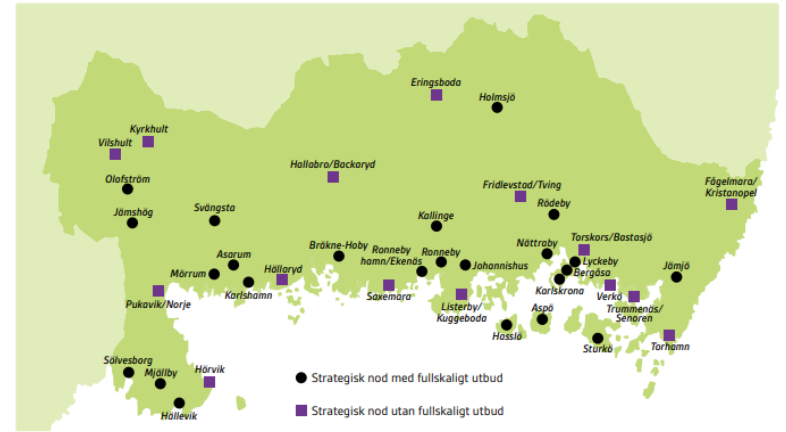 Eringsboda
Holmsjö
Kyrkhult
Vilshult
Hallabro/Backaryd
Olofström
Fridlevstad/Tving
Fågelmara/
Kristanopel
Jämshög
Svängsta
Kallinge
Rödeby
Torskors/Bastasjö
Bräkne-Hoby
Ronneby
hamn/Ekenäs
Ronneby
Nättraby
Asarum
Johannishus
Lyckeby
Bergåsa
Jämjö
Mörrum
Hällaryd
Karlshamn
Karlskrona
Verkö
Pukavik/Norje
Saxemara
Listerby/
Kuggeboda
Aspö
Trummenäs/
Senoren
Hasslö
Sturkö
Torhamn
Sölvesborg
Mjällby
Hörvik
Hällevik
Strategisk nod med fullskaligt utbud
Strategisk nod utan fullskaligt utbud